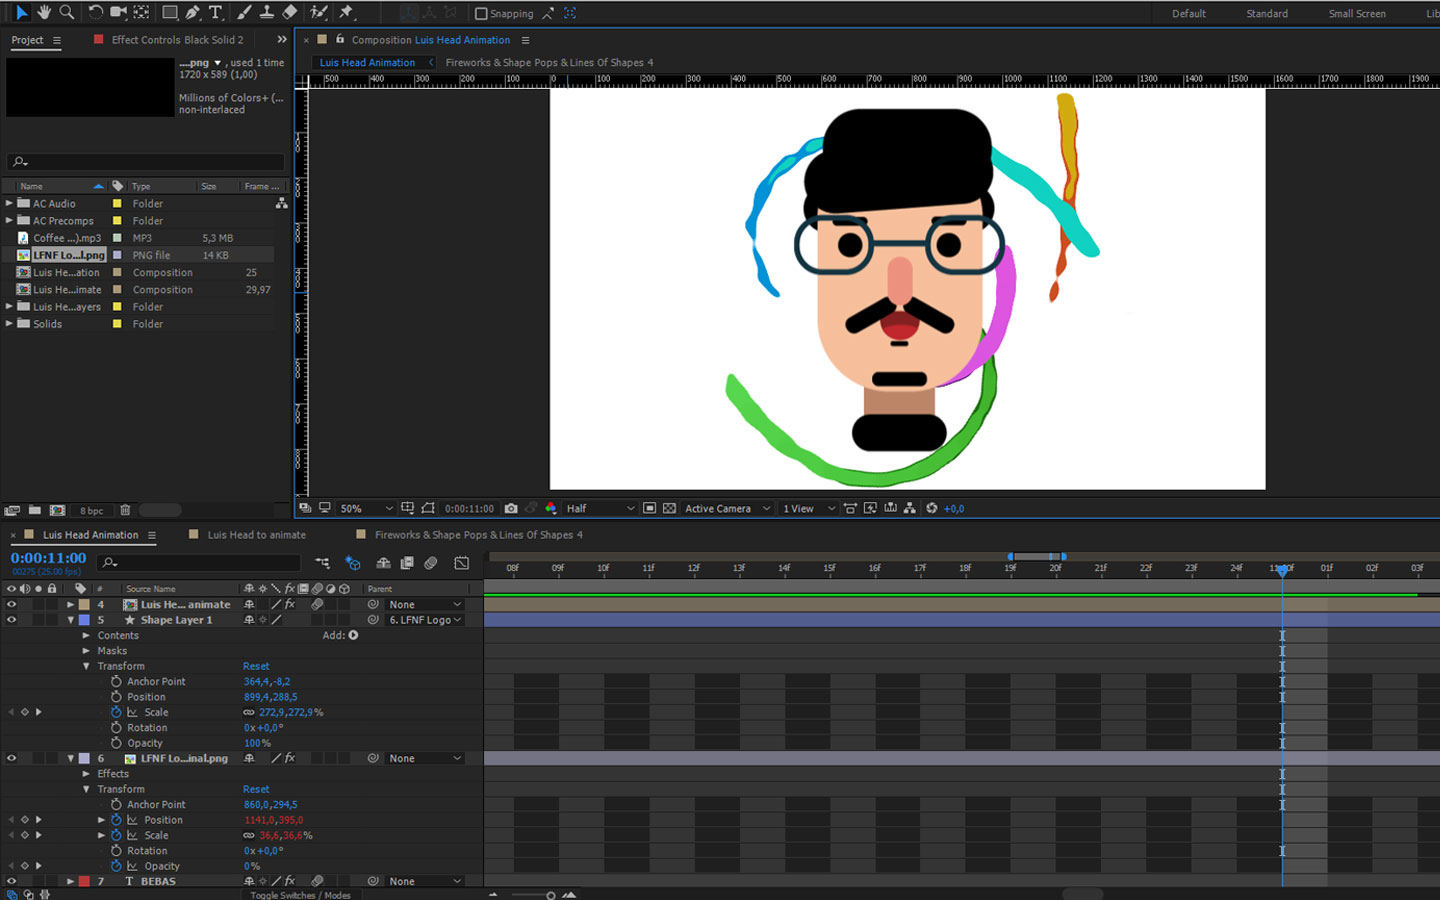 Snapping
Default Standard Small Screen Lib
Project
Effect Controls Black Solid 2
Composition Luis Head Animation
Luis Head Animation
Fireworks & Shape Pops & Lines Of Shapes 4
....png , used 1 time
1720 x 589 (1,00)
Millions of Colors+ (...
non-interlaced
500 400 300 200 100 0 100 200 300 400 500 600 700 800 900 1000 1100 1200 1300 1400 1500 1600 1700 1800 1900
Name Type Size Frame ...
AC Audio Folder
AC Precomps Folder
Coffee ...).mp3 MP3 5,3 MB
LFNF Lo...l.png PNG file 14 KB
Luis He...ation Composition 25
Luis He...imate Composition 29,97
Luis He...ayers Folder
Solids Folder
8 bpc
50%
0:00:11:00
Half
Active Camera
1 View
+0,0
Luis Head Animation
Luis Head to animate
Fireworks & Shape Pops & Lines Of Shapes 4
0:00:11:00
00275 (25.00 fps)
08f 09f 10f 11f 12f 13f 14f 15f 16f 17f 18f 19f 20f 21f 22f 23f 24f 01f 02f 03f
# Source Name fx Parent
4 Luis He... animate fx None
5 Shape Layer 1 6. LFNF Logo
Contents Add:
Masks
Transform Reset
Anchor Point 364,4,-8,2
Position 899,4,288,5
Scale 272,9,272,9%
Rotation 0x+0,0°
Opacity 100%
6 LFNF Lo...inal.png fx None
Effects
Transform Reset
Anchor Point 860,0,294,5
Position 1141,0,395,0
Scale 36,6,36,6%
Rotation 0x+0,0°
Opacity 0%
7 T BEBAS fx None
Toggle Switches / Modes